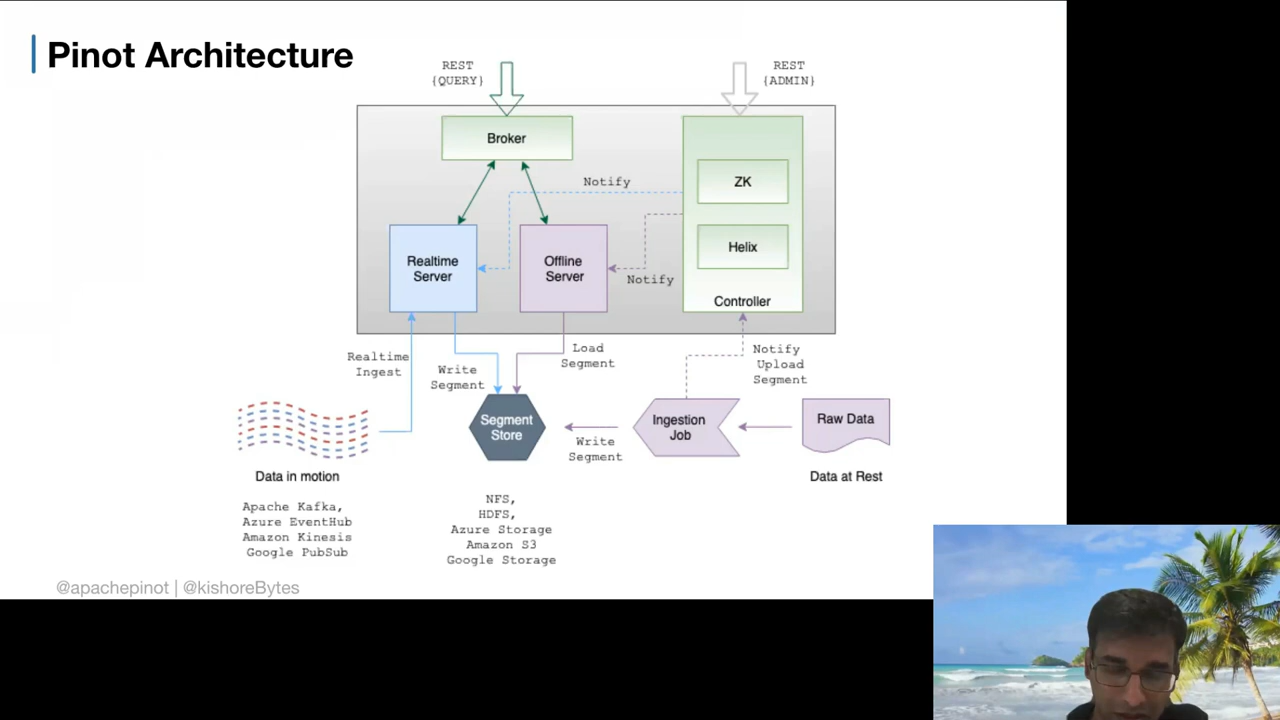 Pinot Architecture
REST
{QUERY}
REST
{ADMIN}
Broker
Notify
ZK
Realtime
Server
Offline
Server
Helix
Notify
Controller
Realtime
Ingest
Write
Segment
Load
Segment
Notify
Upload
Segment
Segment
Store
Write
Segment
Ingestion
Job
Raw Data
Data in motion
Data at Rest
Apache Kafka,
Azure EventHub
Amazon Kinesis
Google PubSub
NFS,
HDFS,
Azure Storage
Amazon S3
Google Storage
@apachepinot | @kishoreBytes